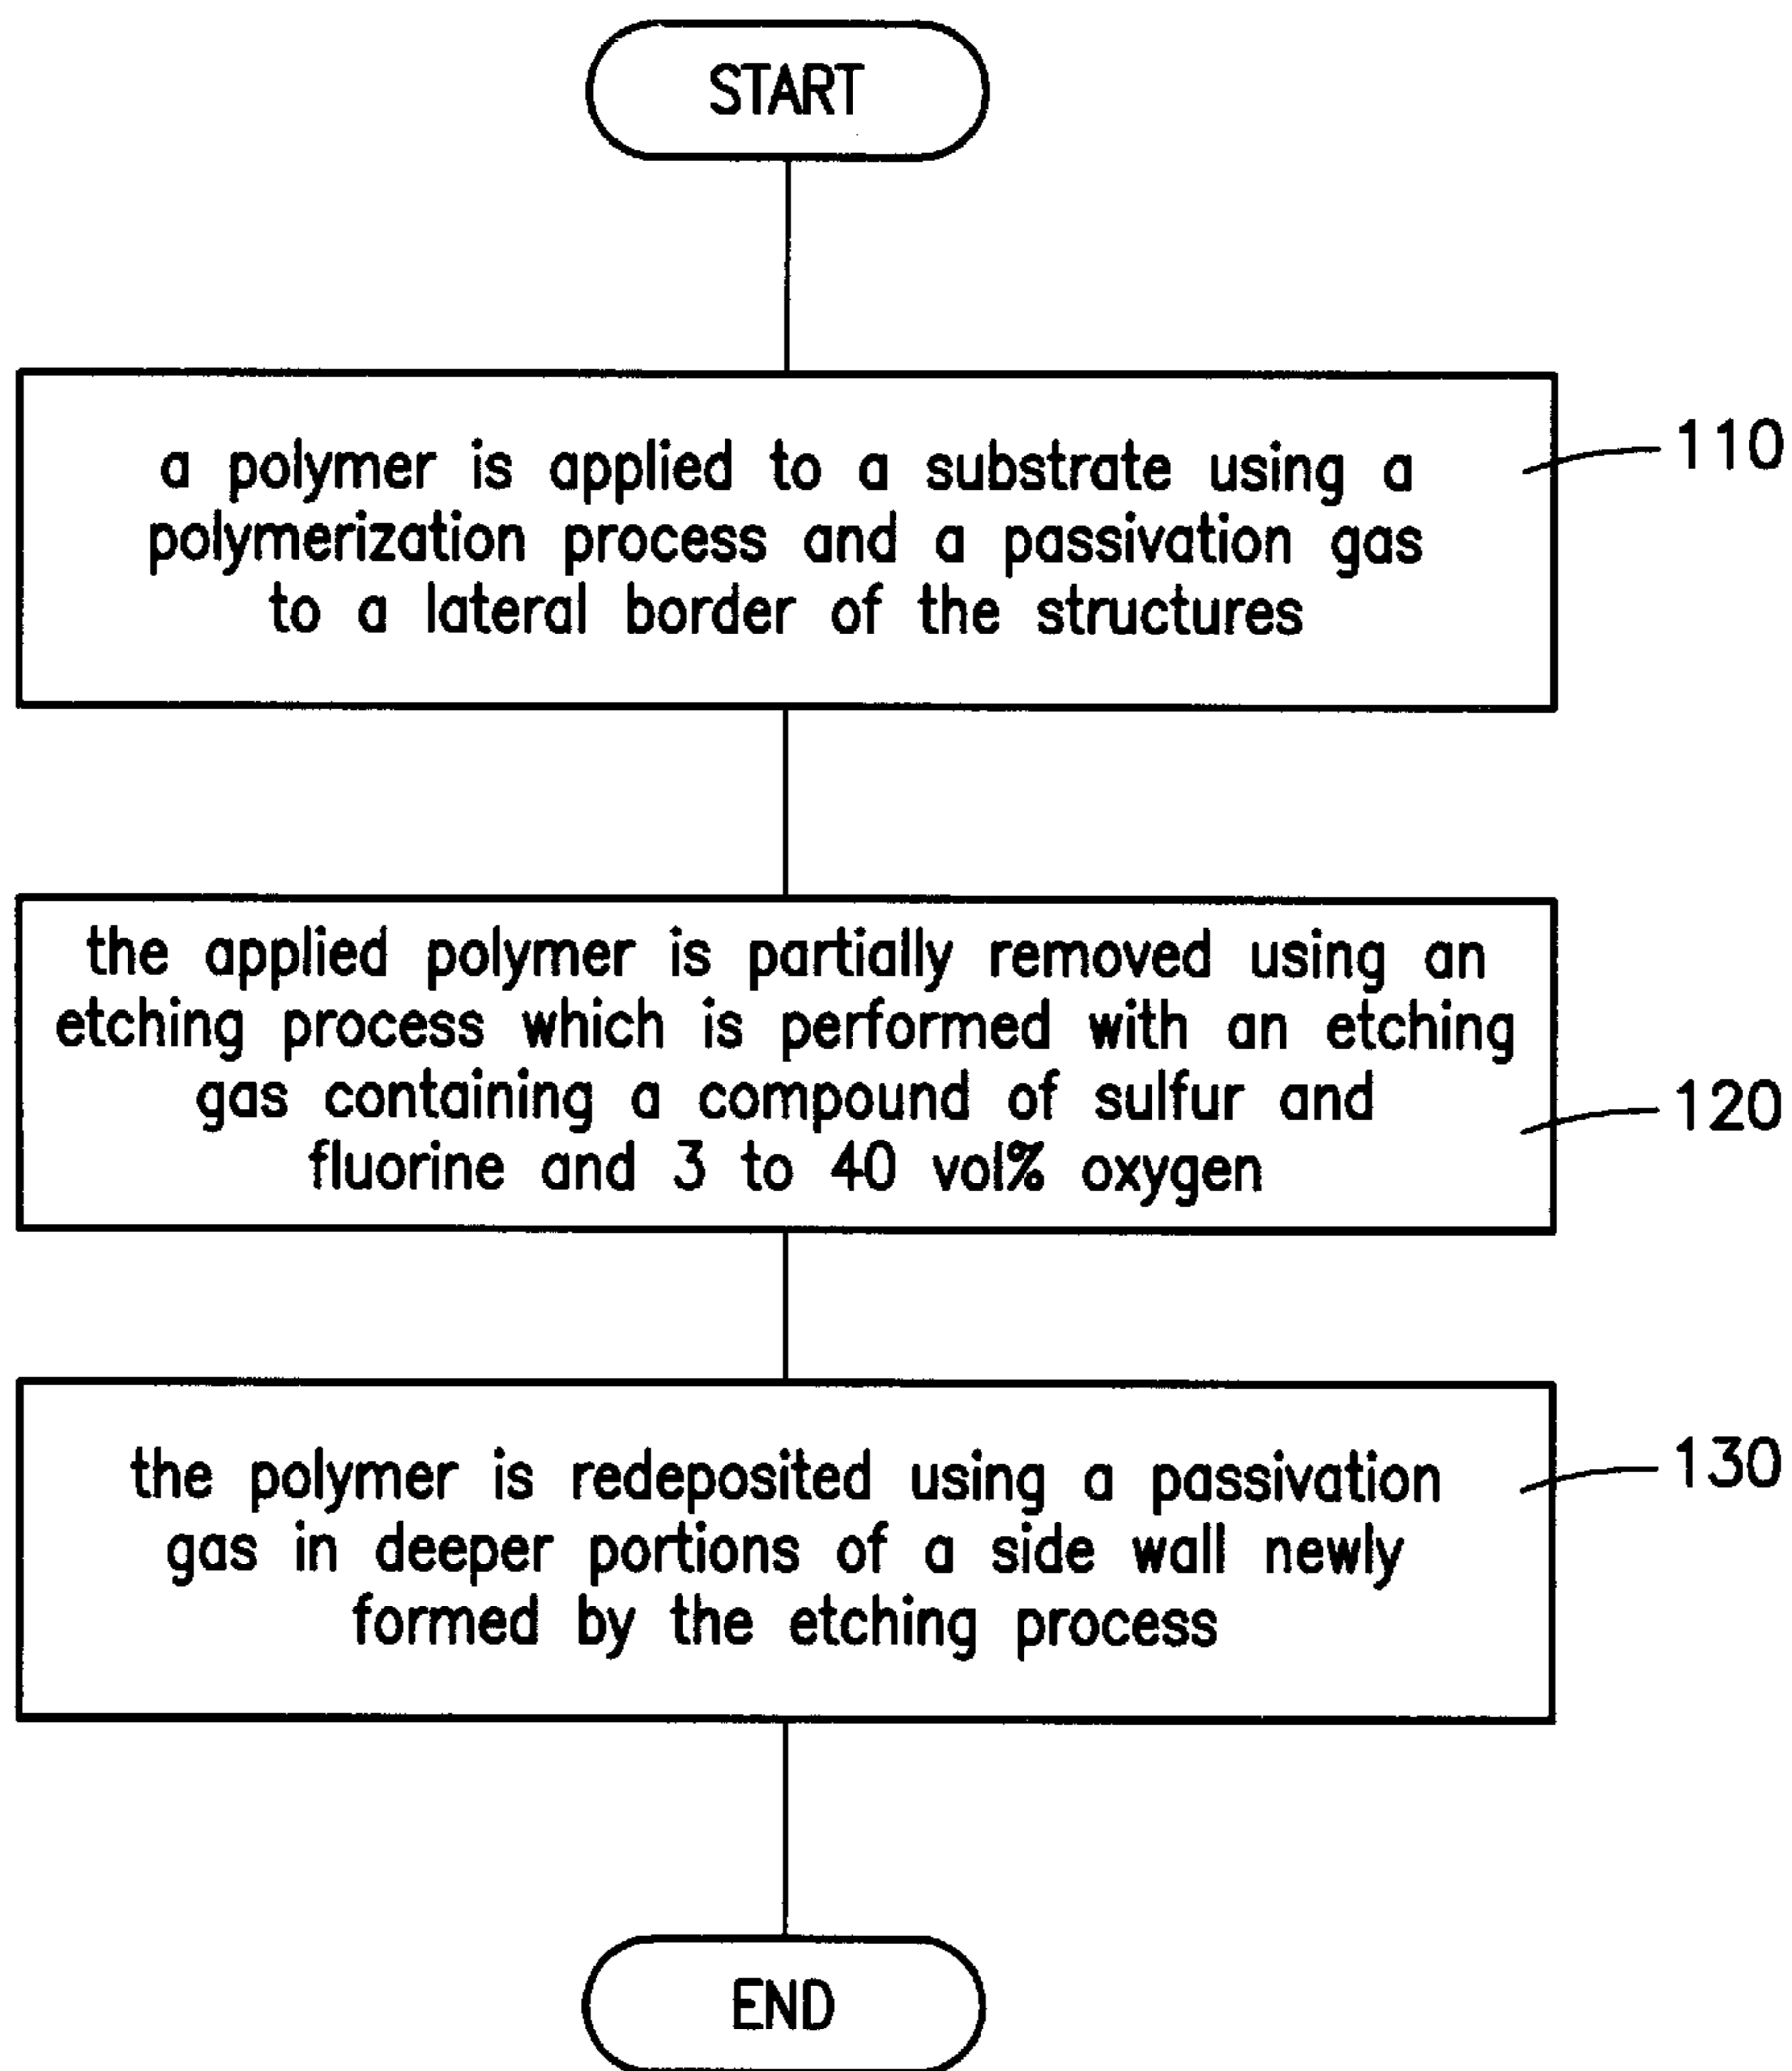 START
a polymer is applied to a substrate using a
polymerization process and a passivation gas
to a lateral border of the structures
110
the applied polymer is partially removed using an
etching process which is performed with an etching
gas containing a compound of sulfur and
fluorine and 3 to 40 vol% oxygen
120
the polymer is redeposited using a passivation
gas in deeper portions of a side wall newly
formed by the etching process
130
END